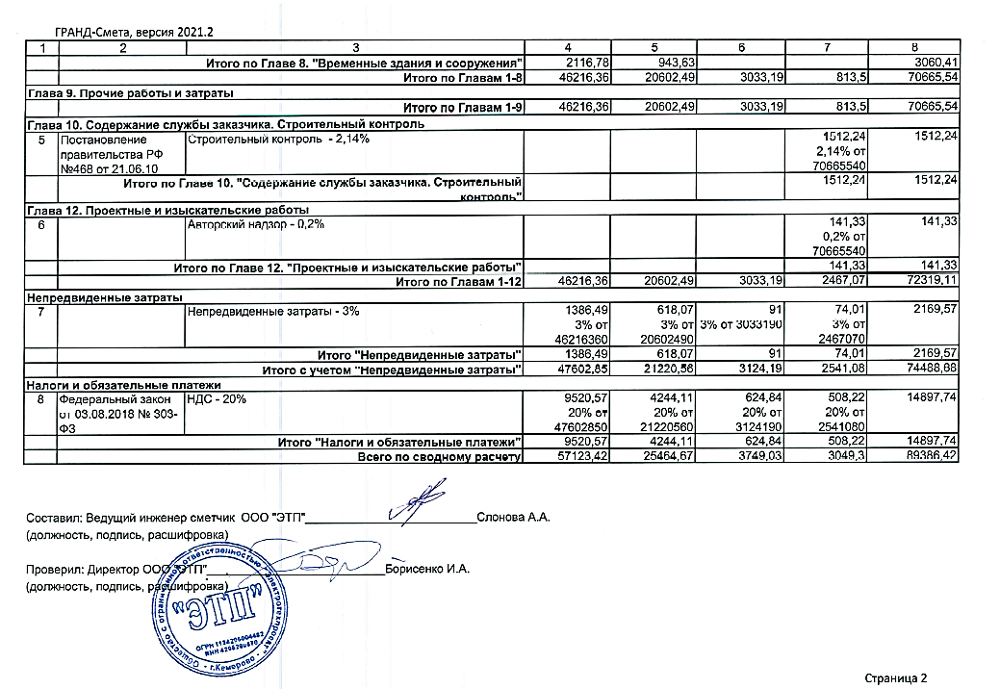 ГРАНД-Смета, версия 2021.2
1 2 3 4 5 6 7 8
Итого по Главе 8. "Временные здания и сооружения" 2116,78 943,63 3060,41
Итого по Главам 1-8 46216,36 20602,49 3033,19 813,5 70665,54
Глава 9. Прочие работы и затраты
Итого по Главам 1-9 46216,36 20602,49 3033,19 813,5 70665,54
Глава 10. Содержание службы заказчика. Строительный контроль
5 Постановление Строительный контроль - 2,14% 1512,24 1512,24
правительства РФ 2,14% от
№468 от 21.06.10 70665540
Итого по Главе 10. "Содержание службы заказчика. Строительный 1512,24 1512,24
контроль"
Глава 12. Проектные и изыскательские работы
6 Авторский надзор - 0,2% 141,33 141,33
0,2% от
70665540
Итого по Главе 12. "Проектные и изыскательские работы" 141,33 141,33
Итого по Главам 1-12 46216,36 20602,49 3033,19 2467,07 72319,11
Непредвиденные затраты
7 Непредвиденные затраты - 3% 1386,49 618,07 91 74,01 2169,57
3% от 3% от 3% от 3033190 3% от
46216360 20602490 2467070
Итого "Непредвиденные затраты" 1386,49 618,07 91 74,01 2169,57
Итого с учетом "Непредвиденные затраты" 47602,85 21220,56 3124,19 2541,08 74488,68
Налоги и обязательные платежи
8 Федеральный закон НДС - 20% 9520,57 4244,11 624,84 508,22 14897,74
от 03.08.2018 № 303- 20% от 20% от 20% от 20% от
ФЗ 47602850 21220560 3124190 2541080
Итого "Налоги и обязательные платежи" 9520,57 4244,11 624,84 508,22 14897,74
Всего по сводному расчету 57123,42 25464,67 3749,03 3049,3 89386,42
Составил: Ведущий инженер сметчик ООО "ЭТП" Слонова А.А.
(должность, подпись, расшифровка)
Проверил: Директор ООО "ЭТП" Борисенко И.А.
(должность, подпись, расшифровка)
Общество с ограниченной ответственностью "Электротехпроект"
"ЭТП"
г.Кемерово
Страница 2